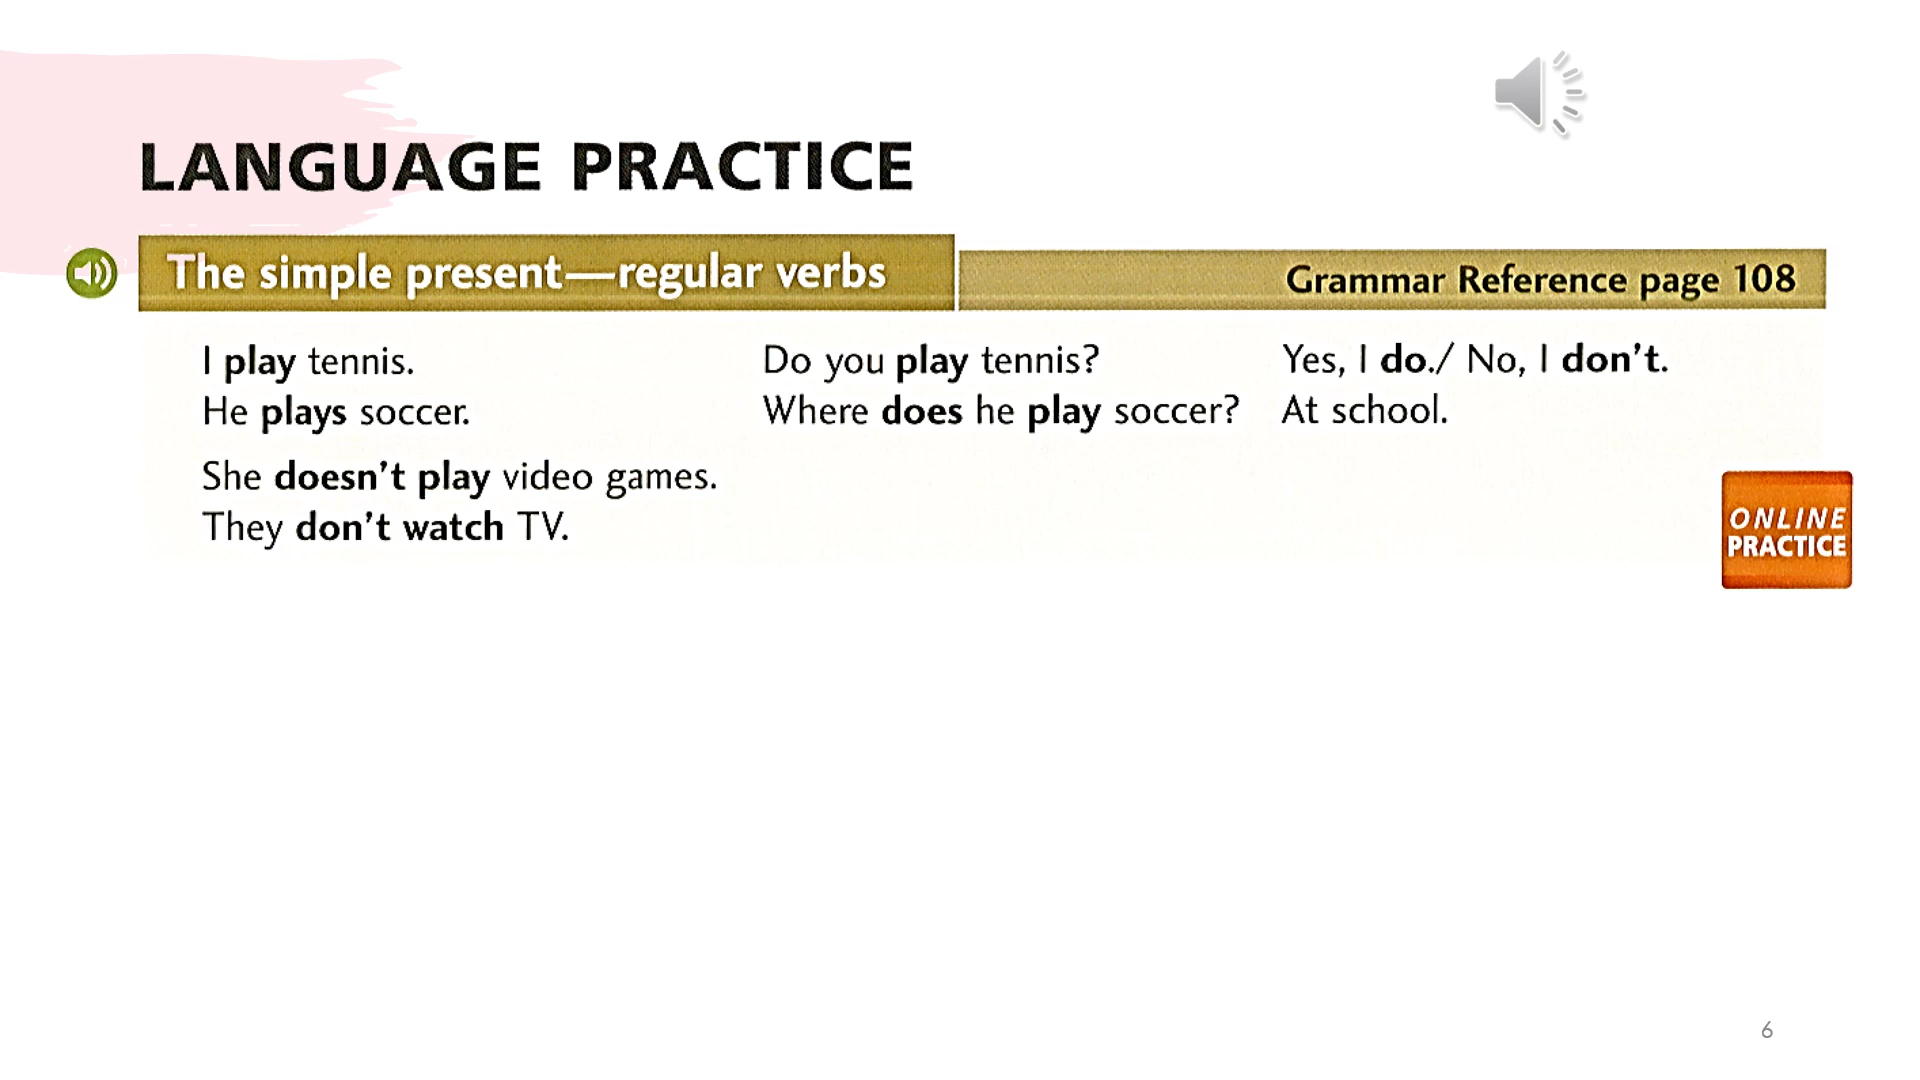 LANGUAGE PRACTICE
The simple present—regular verbs
Grammar Reference page 108
I play tennis.
He plays soccer.
She doesn't play video games.
They don't watch TV.
Do you play tennis?
Where does he play soccer?
Yes, I do./ No, I don't.
At school.
ONLINE
PRACTICE
6